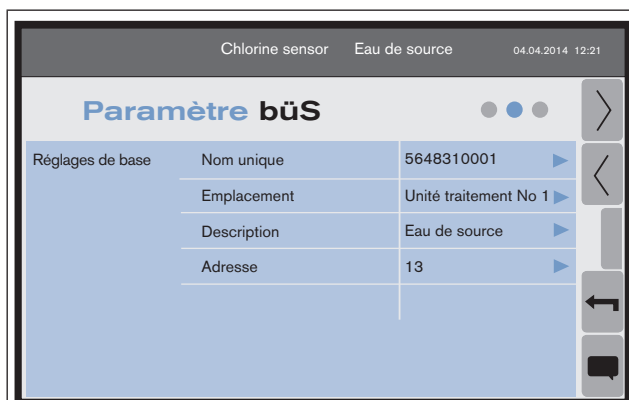 Chlorine sensor Eau de source 04.04.2014 12:21
Paramètre büS
Réglages de base Nom unique 5648310001
Emplacement Unité traitement No 1
Description Eau de source
Adresse 13